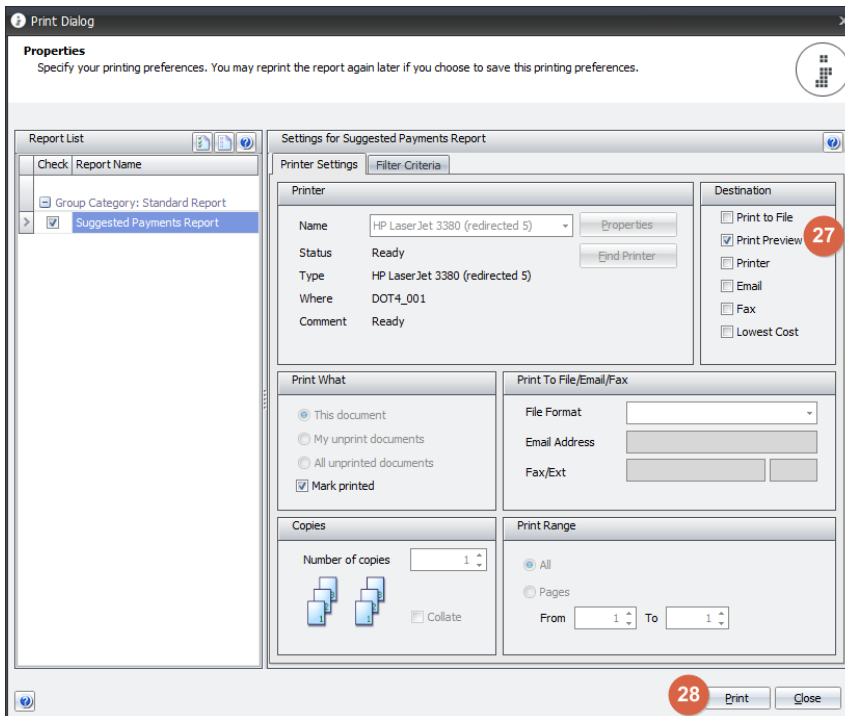 Print Dialog
Properties
Specify your printing preferences. You may reprint the report again later if you choose to save this printing preferences.
Report List
Check Report Name
Group Category: Standard Report
Suggested Payments Report
Settings for Suggested Payments Report
Printer Settings Filter Criteria
Printer
Name HP LaserJet 3380 (redirected 5) Properties
Status Ready Find Printer
Type HP LaserJet 3380 (redirected 5)
Where DOT4_001
Comment Ready
Destination
Print to File
Print Preview 27
Printer
Email
Fax
Lowest Cost
Print What
This document
My unprint documents
All unprinted documents
Mark printed
Print To File/Email/Fax
File Format
Email Address
Fax/Ext
Copies
Number of copies 1
Collate
Print Range
All
Pages
From 1 To 1
28 Print Close